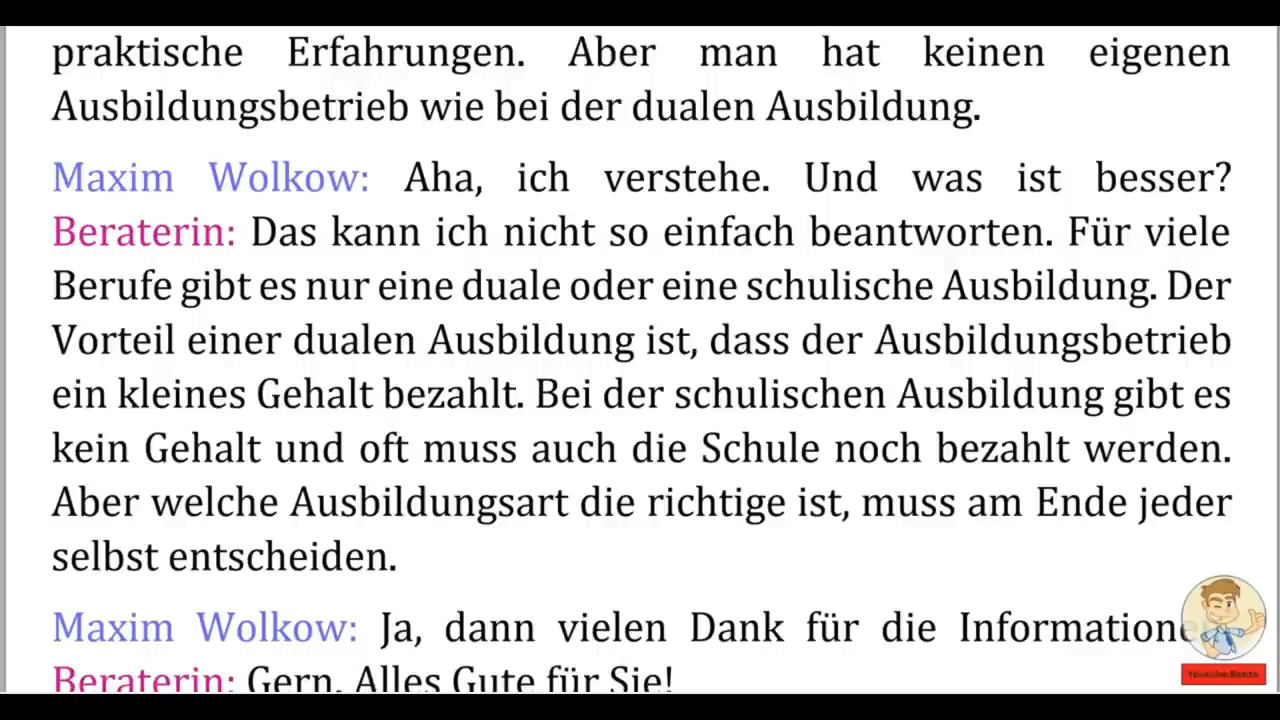 praktische Erfahrungen. Aber man hat keinen eigenen
Ausbildungsbetrieb wie bei der dualen Ausbildung.
Maxim Wolkow: Aha, ich verstehe. Und was ist besser?
Beraterin: Das kann ich nicht so einfach beantworten. Für viele
Berufe gibt es nur eine duale oder eine schulische Ausbildung. Der
Vorteil einer dualen Ausbildung ist, dass der Ausbildungsbetrieb
ein kleines Gehalt bezahlt. Bei der schulischen Ausbildung gibt es
kein Gehalt und oft muss auch die Schule noch bezahlt werden.
Aber welche Ausbildungsart die richtige ist, muss am Ende jeder
selbst entscheiden.
Maxim Wolkow: Ja, dann vielen Dank für die Informatione
Beraterin: Gern. Alles Gute für Sie!